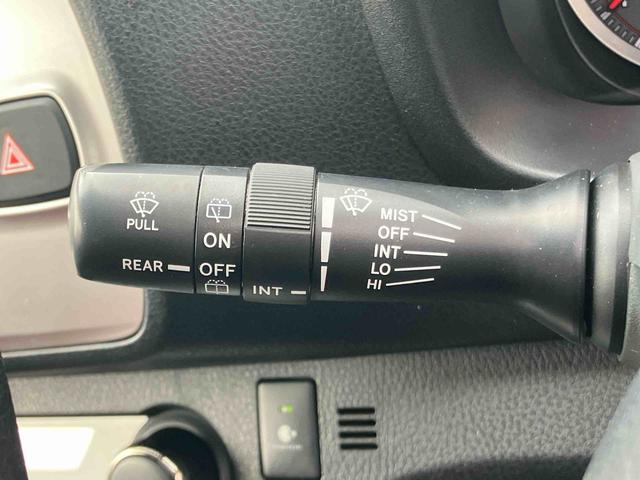 PULL
REAR
ON
OFF
INT
MIST
OFF
INT
LO
HI